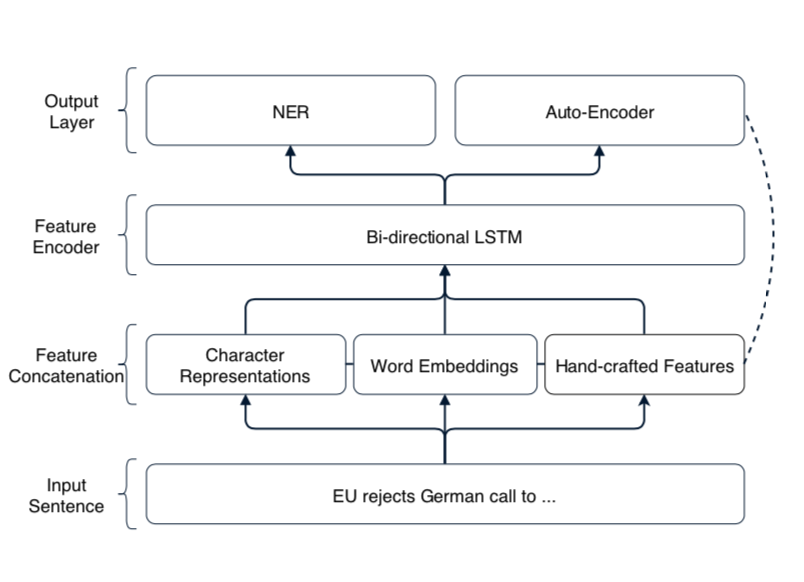 Output
Layer
NER
Auto-Encoder
Feature
Encoder
Bi-directional LSTM
Feature
Concatenation
Character
Representations
Word Embeddings
Hand-crafted Features
Input
Sentence
EU rejects German call to ...